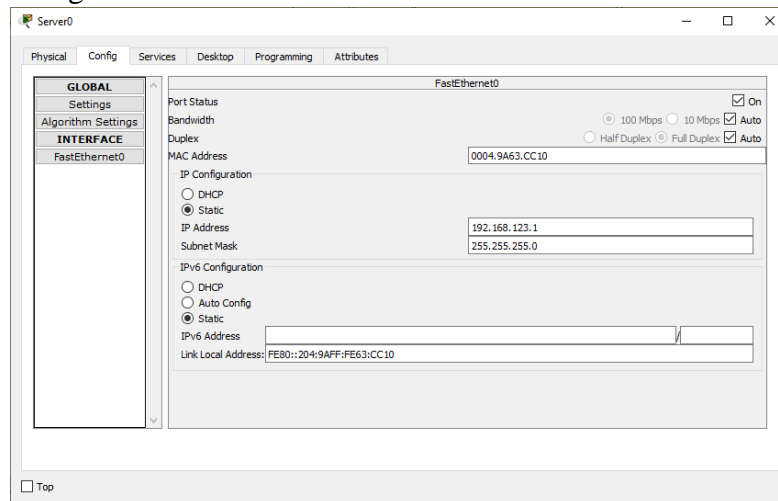 Server0
Physical Config Services Desktop Programming Attributes
GLOBAL
Settings
Algorithm Settings
INTERFACE
FastEthernet0
FastEthernet0
Port Status On
Bandwidth 100 Mbps 10 Mbps Auto
Duplex Half Duplex Full Duplex Auto
MAC Address 0004.9A63.CC10
IP Configuration
DHCP
Static
IP Address 192.168.123.1
Subnet Mask 255.255.255.0
IPv6 Configuration
DHCP
Auto Config
Static
IPv6 Address /
Link Local Address: FE80::204:9AFF:FE63:CC10
Top